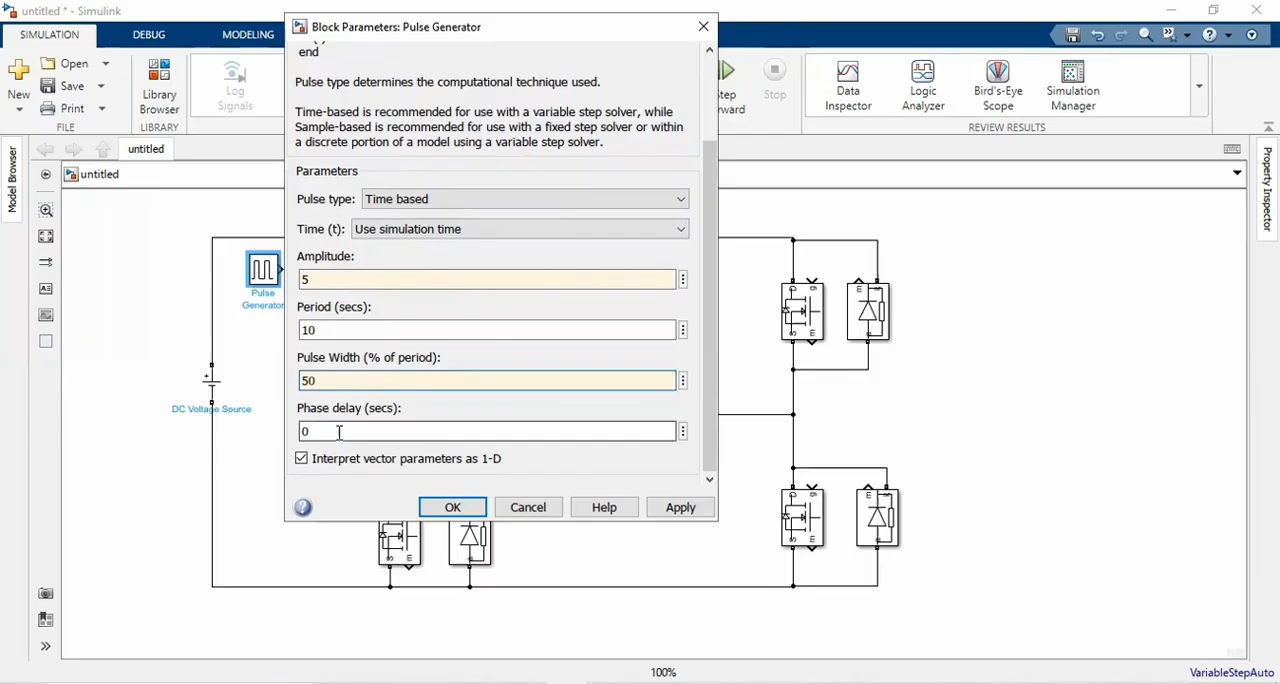 untitled * - Simulink
Block Parameters: Pulse Generator
SIMULATION
DEBUG
MODELING
New
Open
Save
Print
FILE
Library
Browser
LIBRARY
Log
Signals
Step
Forward
Stop
Data
Inspector
Logic
Analyzer
Bird's-Eye
Scope
Simulation
Manager
REVIEW RESULTS
untitled
untitled
Model Browser
Property Inspector
end
Pulse type determines the computational technique used.
Time-based is recommended for use with a variable step solver, while
Sample-based is recommended for use with a fixed step solver or within
a discrete portion of a model using a variable step solver.
Parameters
Pulse type: Time based
Time (t): Use simulation time
Amplitude:
5
Period (secs):
10
Pulse Width (% of period):
50
Phase delay (secs):
0
Interpret vector parameters as 1-D
OK
Cancel
Help
Apply
Pulse
Generator
DC Voltage Source
D
g
S
m
m
D
g
S
m
S
m
100%
VariableStepAuto